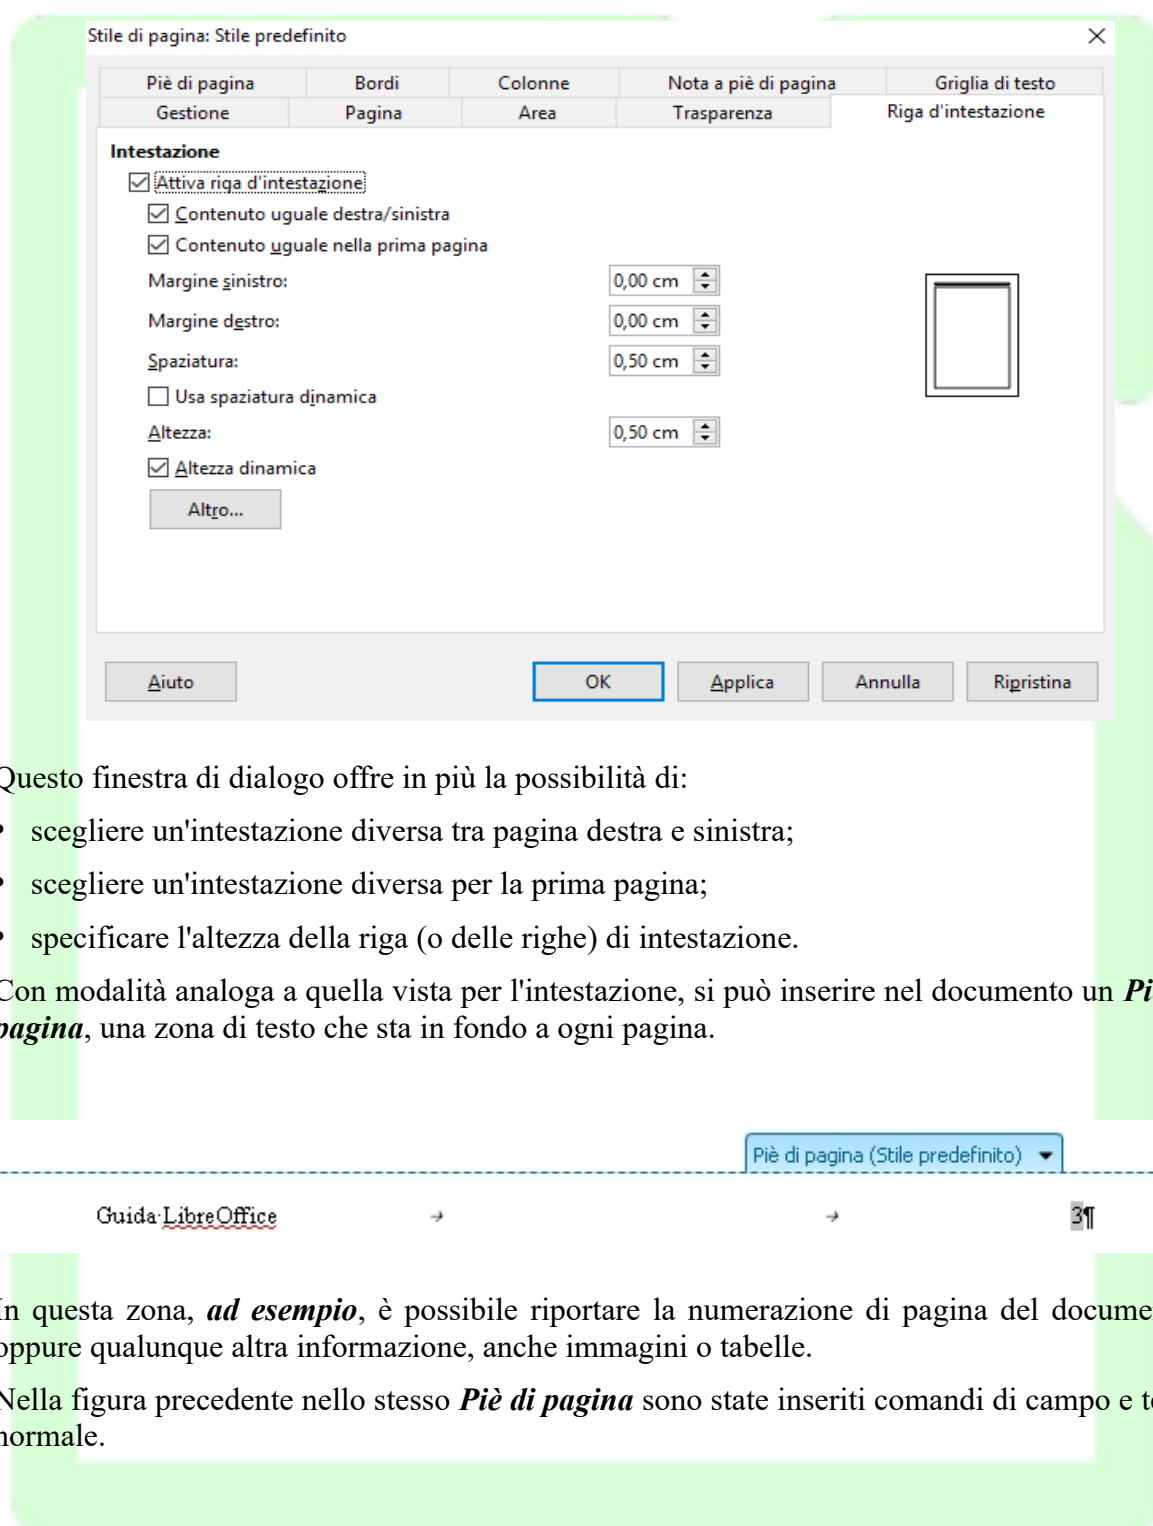 Stile di pagina: Stile predefinito
Piè di pagina Bordi Colonne Nota a piè di pagina Griglia di testo
Gestione Pagina Area Trasparenza Riga d'intestazione
Intestazione
Attiva riga d'intestazione
Contenuto uguale destra/sinistra
Contenuto uguale nella prima pagina
Margine sinistro: 0,00 cm
Margine destro: 0,00 cm
Spaziatura: 0,50 cm
Usa spaziatura dinamica
Altezza: 0,50 cm
Altezza dinamica
Altro...
Aiuto OK Applica Annulla Ripristina
Questo finestra di dialogo offre in più la possibilità di:
• scegliere un'intestazione diversa tra pagina destra e sinistra;
• scegliere un'intestazione diversa per la prima pagina;
• specificare l'altezza della riga (o delle righe) di intestazione.
Con modalità analoga a quella vista per l'intestazione, si può inserire nel documento un
pagina, una zona di testo che sta in fondo a ogni pagina.
Piè di pagina (Stile predefinito)
Guida·LibreOffice → → 3¶
In questa zona, ad esempio, è possibile riportare la numerazione di pagina del
oppure qualunque altra informazione, anche immagini o tabelle.
Nella figura precedente nello stesso Piè di pagina sono state inseriti comandi di campo e
normale.